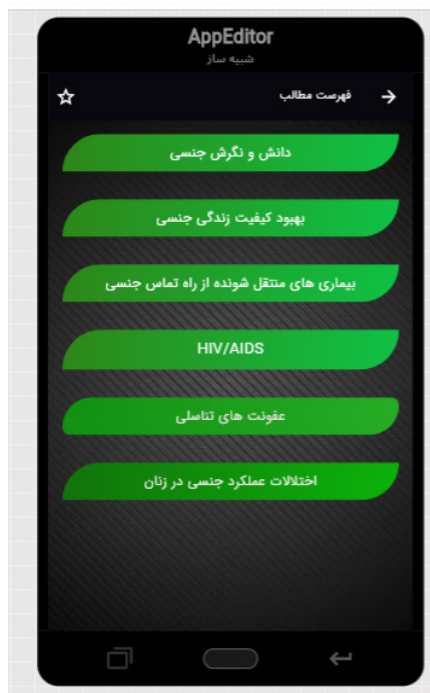 AppEditor
شبیه ساز
فهرست مطالب
دانش و نگرش جنسی
بهبود کیفیت زندگی جنسی
بیماری های منتقل شونده از راه تماس جنسی
HIV/AIDS
عفونت های تناسلی
اختلالات عملکرد جنسی در زنان